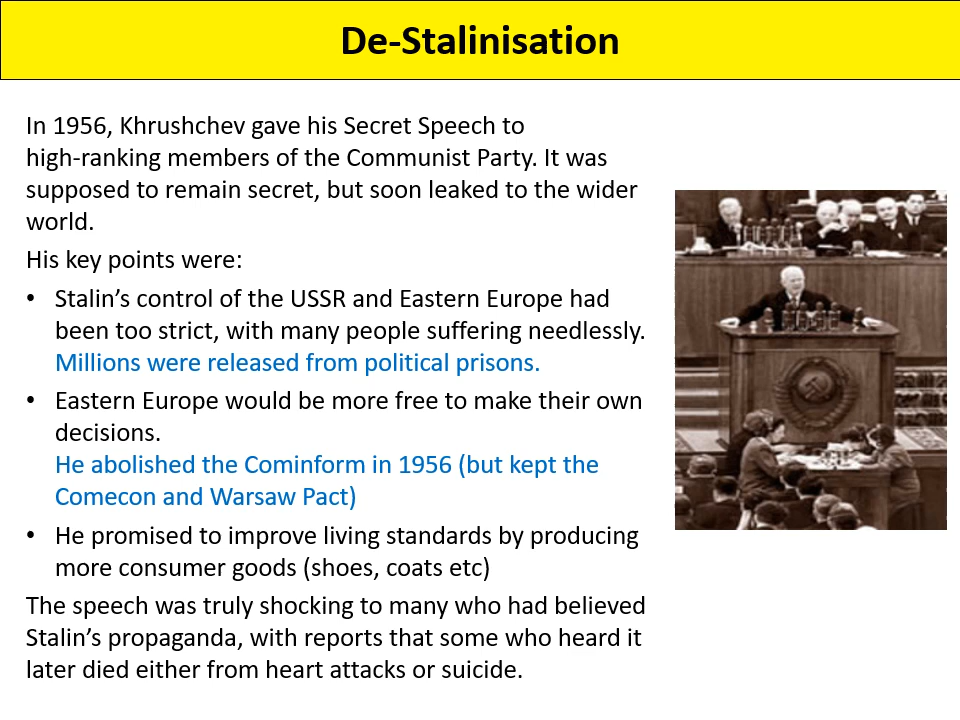 De-Stalinisation
In 1956, Khrushchev gave his Secret Speech to
high-ranking members of the Communist Party. It was
supposed to remain secret, but soon leaked to the wider
world.
His key points were:
• Stalin’s control of the USSR and Eastern Europe had
been too strict, with many people suffering needlessly.
Millions were released from political prisons.
• Eastern Europe would be more free to make their own
decisions.
He abolished the Cominform in 1956 (but kept the
Comecon and Warsaw Pact)
• He promised to improve living standards by producing
more consumer goods (shoes, coats etc)
The speech was truly shocking to many who had believed
Stalin’s propaganda, with reports that some who heard it
later died either from heart attacks or suicide.